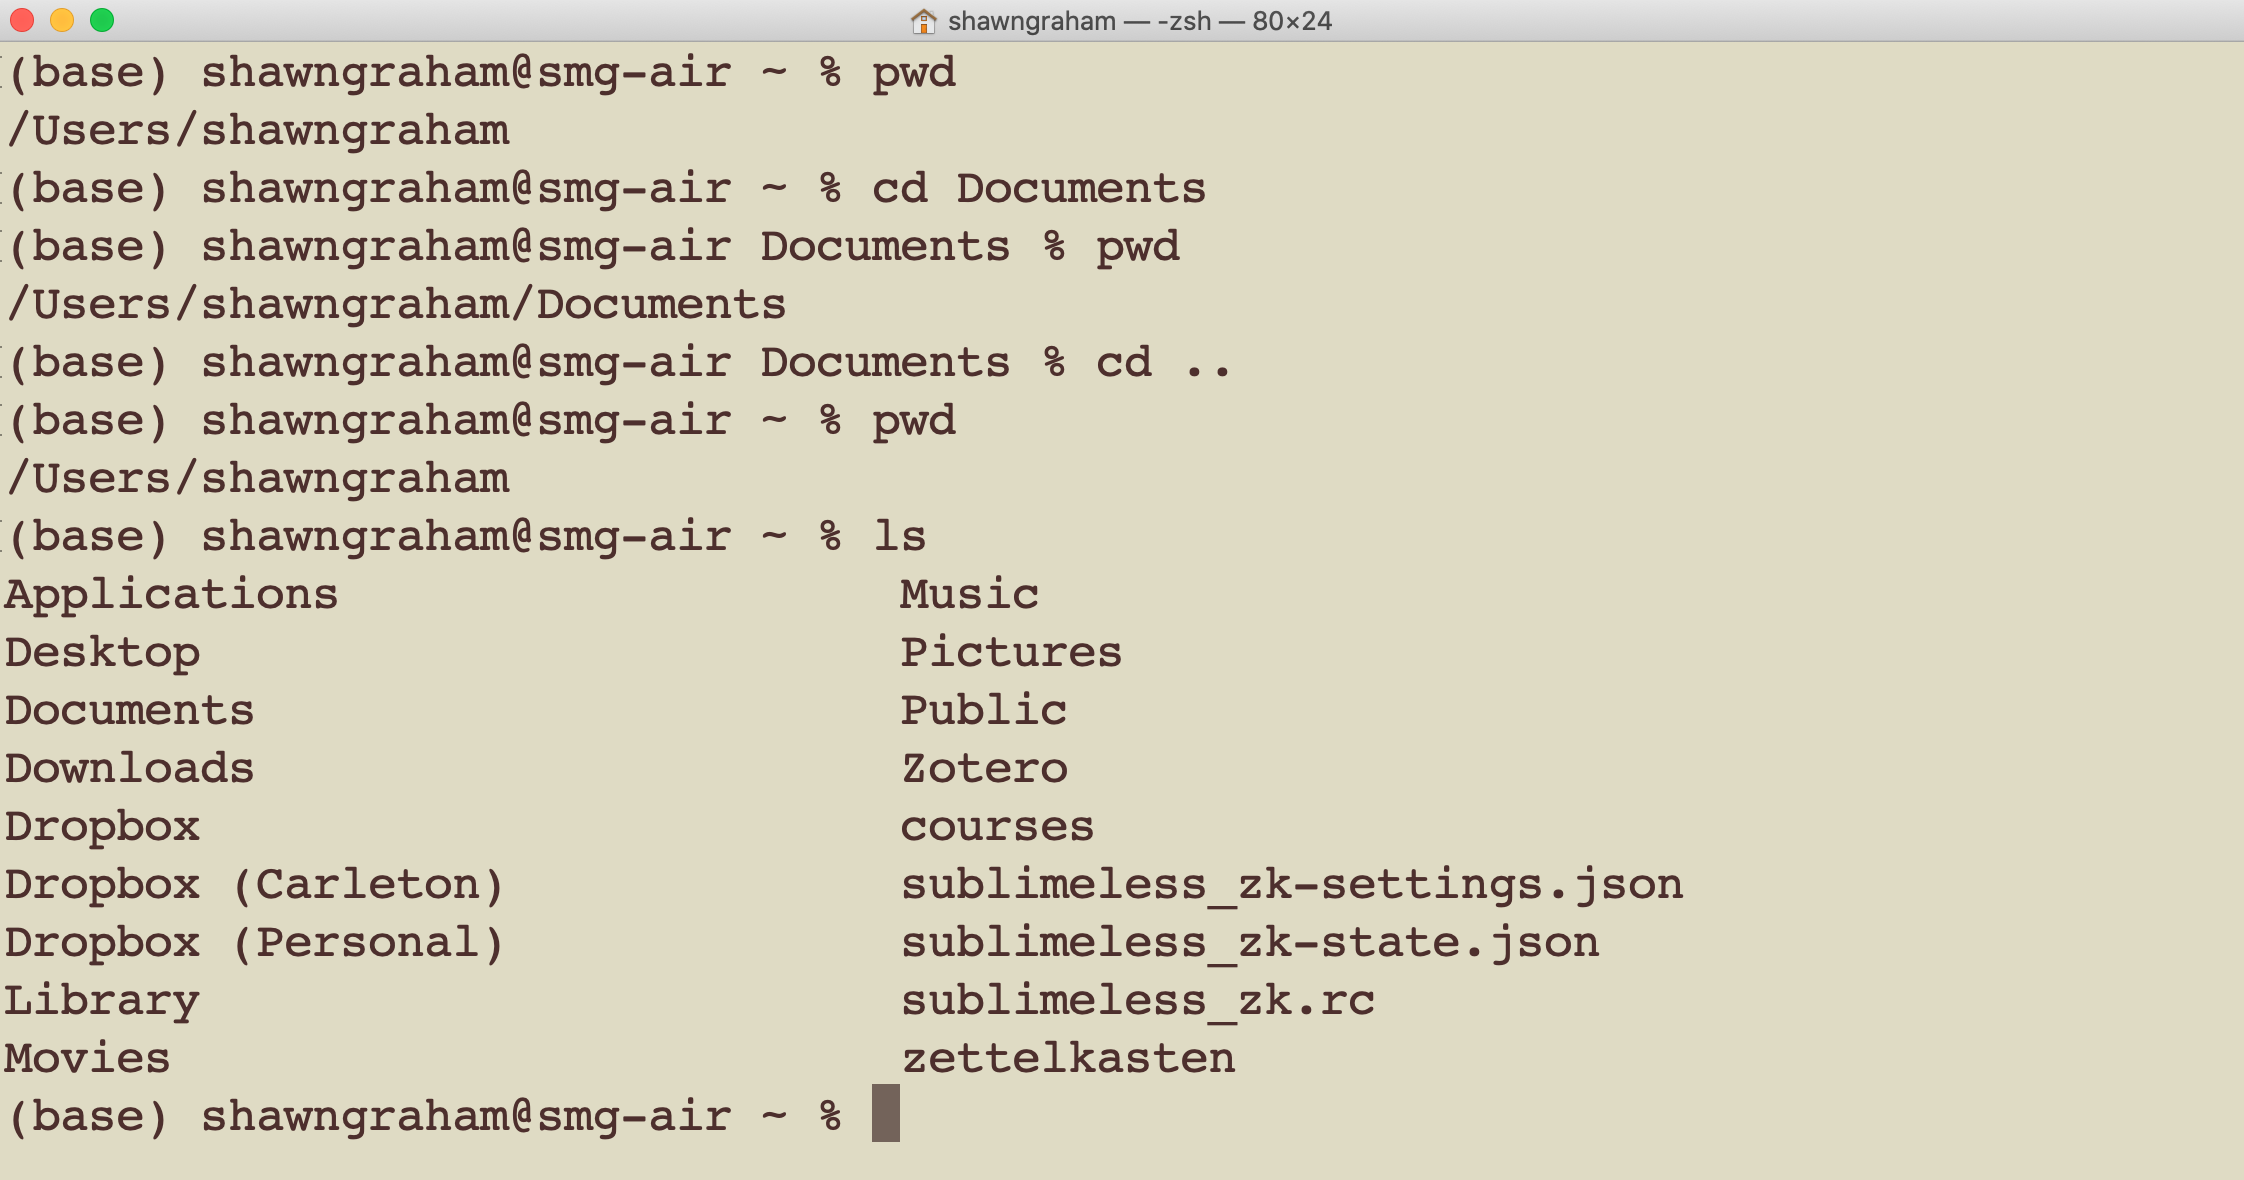 shawngraham — -zsh — 80×24
(base) shawngraham@smg-air ~ % pwd
/Users/shawngraham
(base) shawngraham@smg-air ~ % cd Documents
(base) shawngraham@smg-air Documents % pwd
/Users/shawngraham/Documents
(base) shawngraham@smg-air Documents % cd ..
(base) shawngraham@smg-air ~ % pwd
/Users/shawngraham
(base) shawngraham@smg-air ~ % ls
Applications Music
Desktop Pictures
Documents Public
Downloads Zotero
Dropbox courses
Dropbox (Carleton) sublimeless_zk-settings.json
Dropbox (Personal) sublimeless_zk-state.json
Library sublimeless_zk.rc
Movies zettelkasten
(base) shawngraham@smg-air ~ %